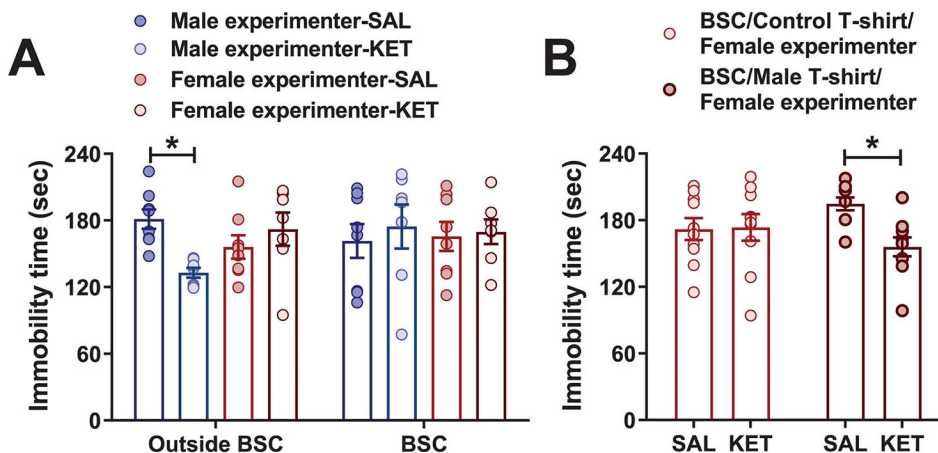 A
Male experimenter-SAL
Male experimenter-KET
Female experimenter-SAL
Female experimenter-KET
Immobility time (sec)
240
180
120
60
0
*
Outside BSC
BSC
B
BSC/Control T-shirt/
Female experimenter
BSC/Male T-shirt/
Female experimenter
Immobility time (sec)
240
180
120
60
0
*
SAL KET
SAL KET